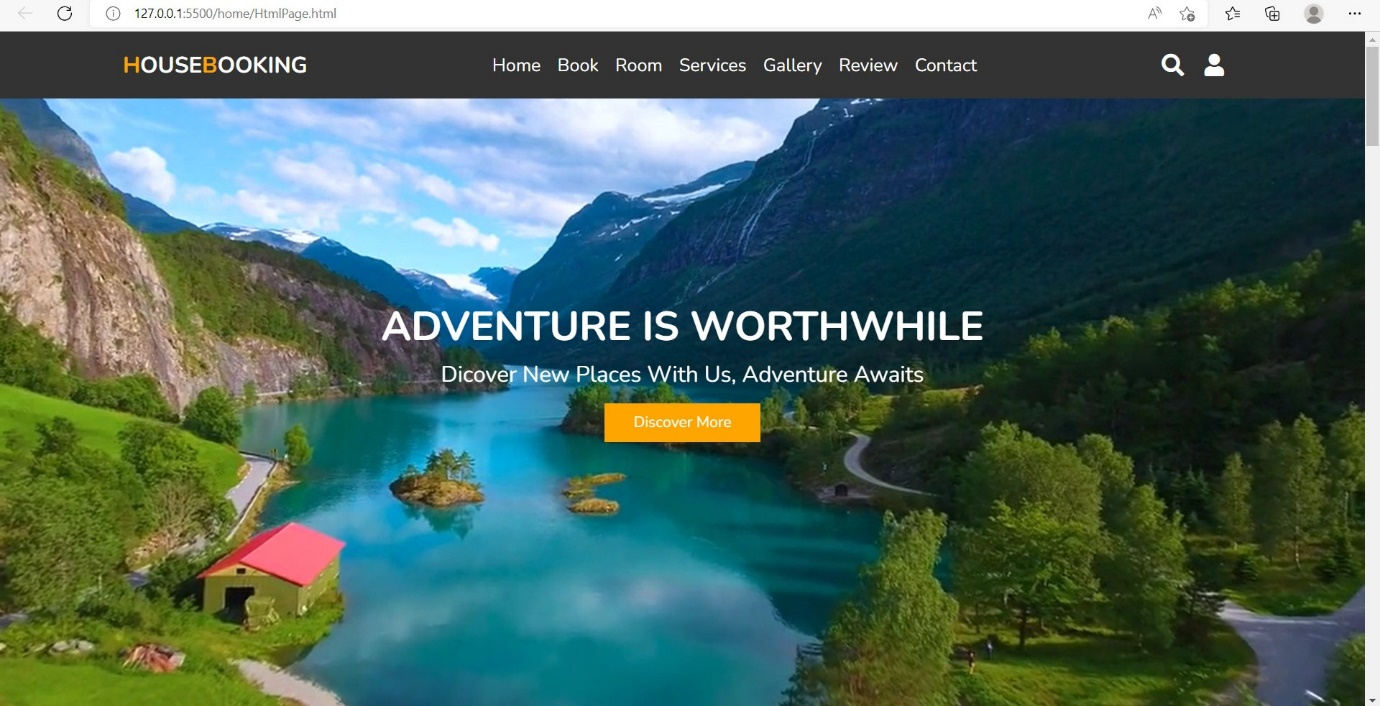 127.0.0.1:5500/home/HtmlPage.html
HOUSEBOOKING Home Book Room Services Gallery Review Contact
ADVENTURE IS WORTHWHILE
Dicover New Places With Us, Adventure Awaits
Discover More